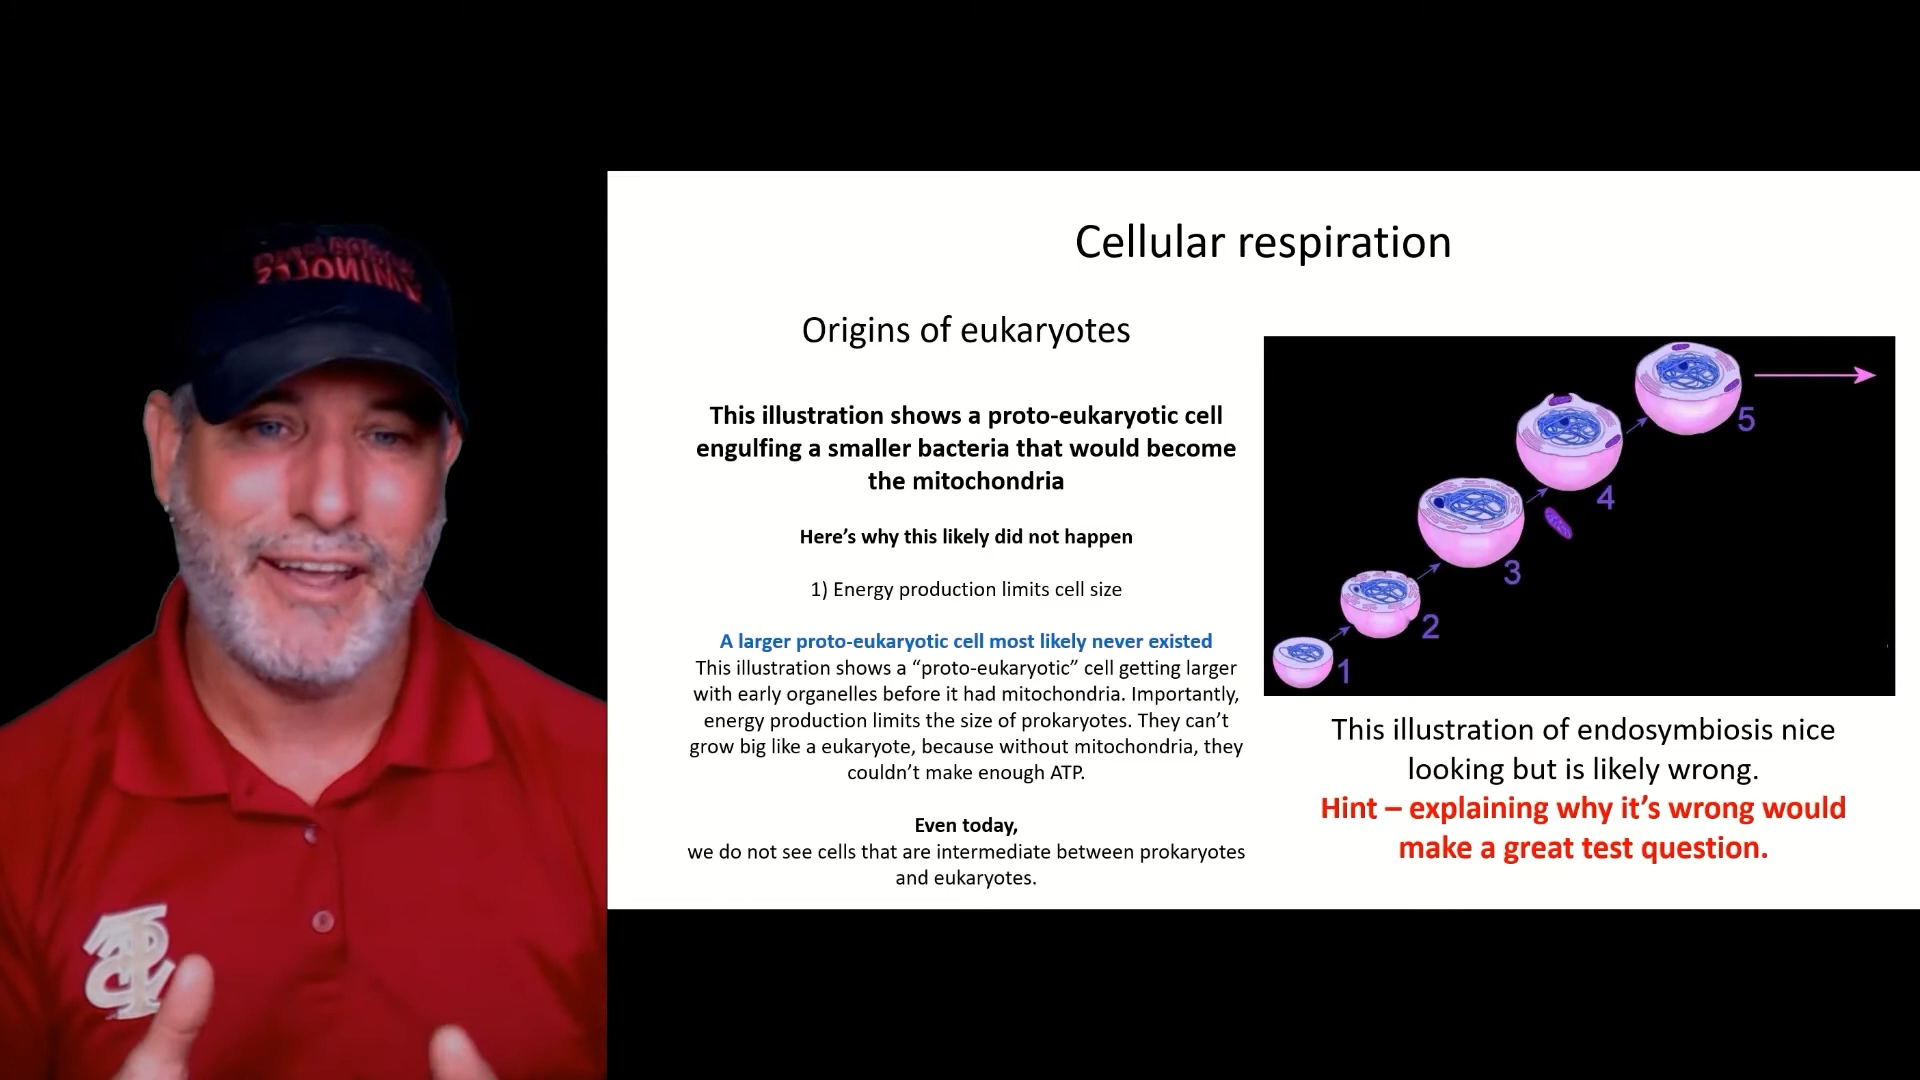 SEMINOLES
Cellular respiration
Origins of eukaryotes
This illustration shows a proto-eukaryotic cell
engulfing a smaller bacteria that would become
the mitochondria
Here’s why this likely did not happen
1) Energy production limits cell size
A larger proto-eukaryotic cell most likely never existed
This illustration shows a “proto-eukaryotic” cell getting larger
with early organelles before it had mitochondria. Importantly,
energy production limits the size of prokaryotes. They can’t
grow big like a eukaryote, because without mitochondria, they
couldn’t make enough ATP.
Even today,
we do not see cells that are intermediate between prokaryotes
and eukaryotes.
1
2
3
4
5
This illustration of endosymbiosis nice
looking but is likely wrong.
Hint – explaining why it’s wrong would
make a great test question.